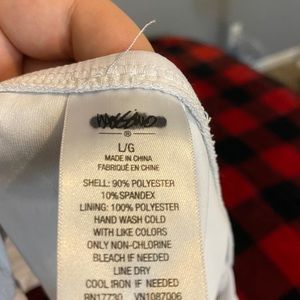 mossimo
®
L/G
MADE IN CHINA
FABRIQUÉ EN CHINE
SHELL: 90% POLYESTER
10%SPANDEX
LINING: 100% POLYESTER
HAND WASH COLD
WITH LIKE COLORS
ONLY NON-CHLORINE
BLEACH IF NEEDED
LINE DRY
COOL IRON IF NEEDED
RN17730 VN1087006